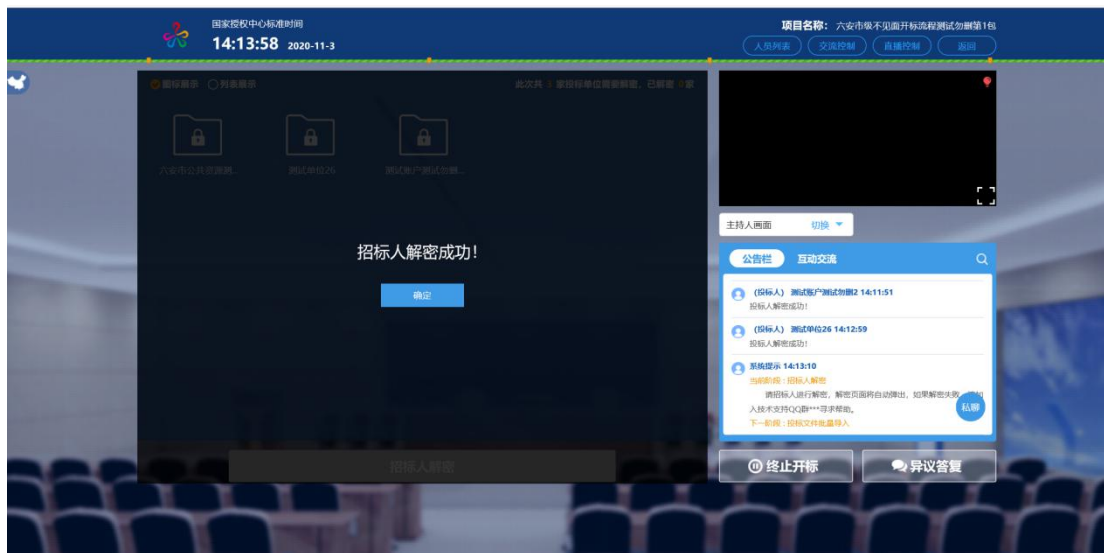 国家授权中心标准时间
14:13:58 2020-11-3
项目名称: 六安市级不见面开标流程测试勿删第1包
人员列表 交流控制 直播控制 返回
图标展示 列表展示
此次共 3 家投标单位需要解密，已解密 0 家
六安市公共资源测...
测试单位26
测试账户测试勿删...
招标人解密成功!
确定
招标人解密
主持人画面 切换
公告栏 互动交流
(投标人) 测试账户测试勿删2 14:11:51
投标人解密成功!
(投标人) 测试单位26 14:12:59
投标人解密成功!
系统提示 14:13:10
当前阶段 : 招标人解密
请招标人进行解密，解密页面将自动弹出，如果解密失败
人技术支持QQ群***寻求帮助。
下一阶段 : 投标文件批量导入
私聊
终止开标
异议答复